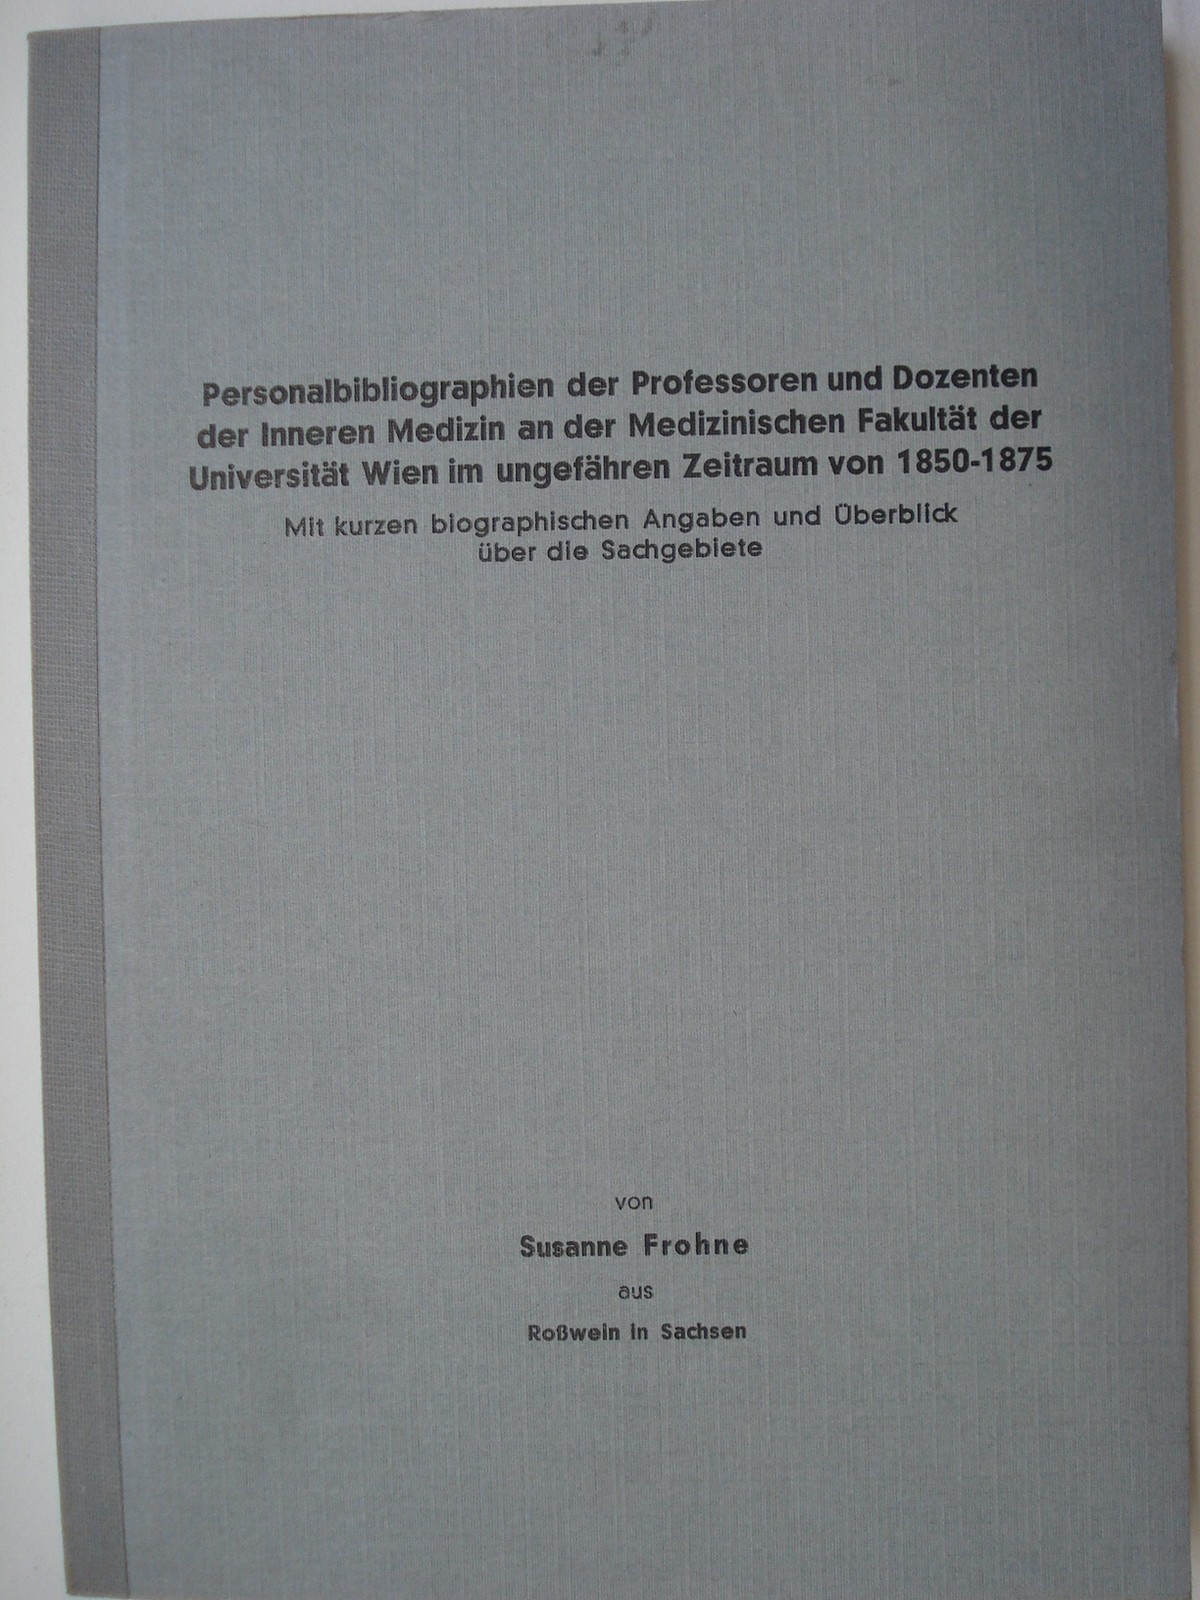 Personalbibliographien der Professoren und Dozenten
der Inneren Medizin an der Medizinischen Fakultät der
Universität Wien im ungefähren Zeitraum von 1850-1875
Mit kurzen biographischen Angaben und Überblick
über die Sachgebiete
von
Susanne Frohne
aus
Roßwein in Sachsen